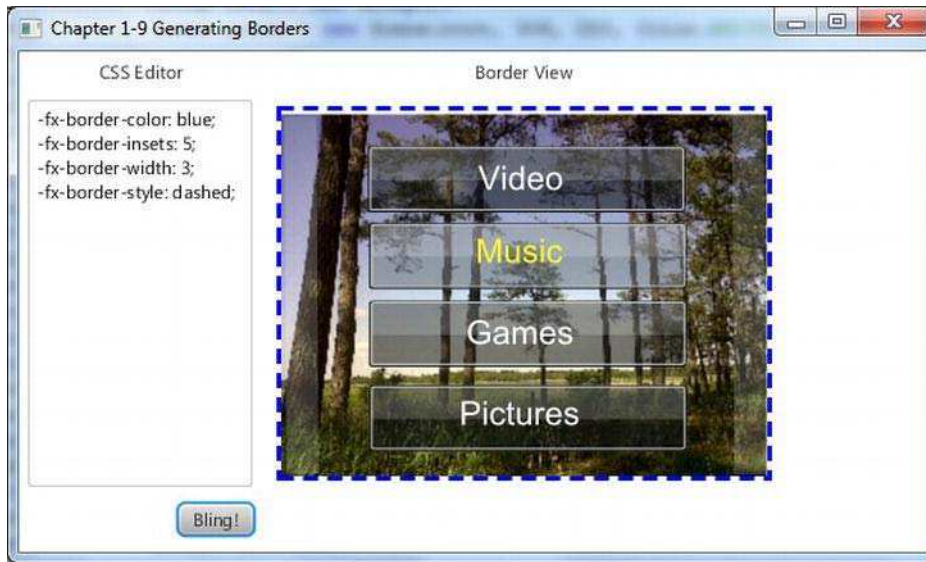 Chapter 1-9 Generating Borders
CSS Editor
Border View
-fx-border-color: blue;
-fx-border-insets: 5;
-fx-border-width: 3;
-fx-border-style: dashed;
Video
Music
Games
Pictures
Bling!